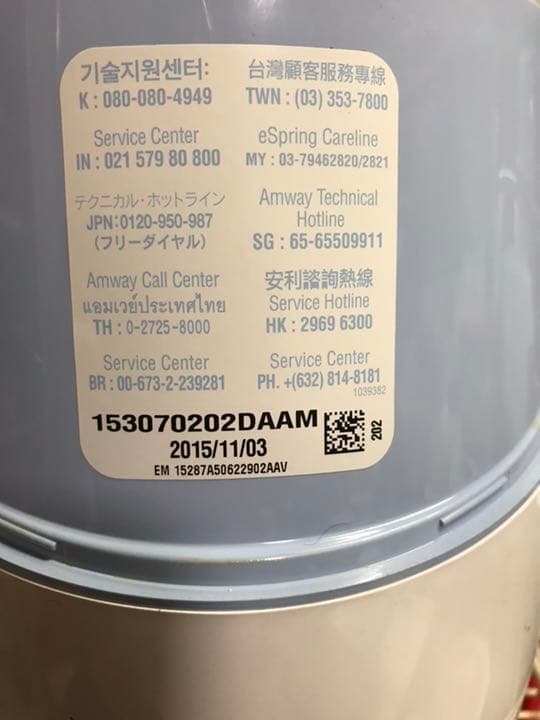 기술지원센터:
K : 080-080-4949
台灣顧客服務專線
TWN : (03) 353-7800
Service Center
IN : 021 579 80 800
eSpring Careline
MY : 03-79462820/2821
テクニカル・ホットライン
JPN:0120-950-987
(フリーダイヤル)
Amway Technical
Hotline
SG : 65-65509911
Amway Call Center
แอมเวย์ประเทศไทย
TH : 0-2725-8000
安利諮詢熱線
Service Hotline
HK : 2969 6300
Service Center
BR : 00-673-2-239281
Service Center
PH. +(632) 814-8181
1039382
153070202DAAM
2015/11/03
EM 15287A50622902AAV
202